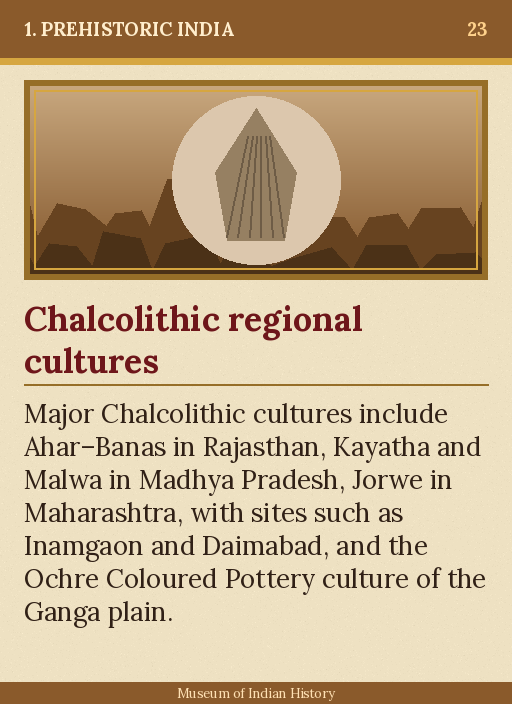 1. PREHISTORIC INDIA 23
Chalcolithic regional
cultures
Major Chalcolithic cultures include
Ahar–Banas in Rajasthan, Kayatha and
Malwa in Madhya Pradesh, Jorwe in
Maharashtra, with sites such as
Inamgaon and Daimabad, and the
Ochre Coloured Pottery culture of the
Ganga plain.
Museum of Indian History